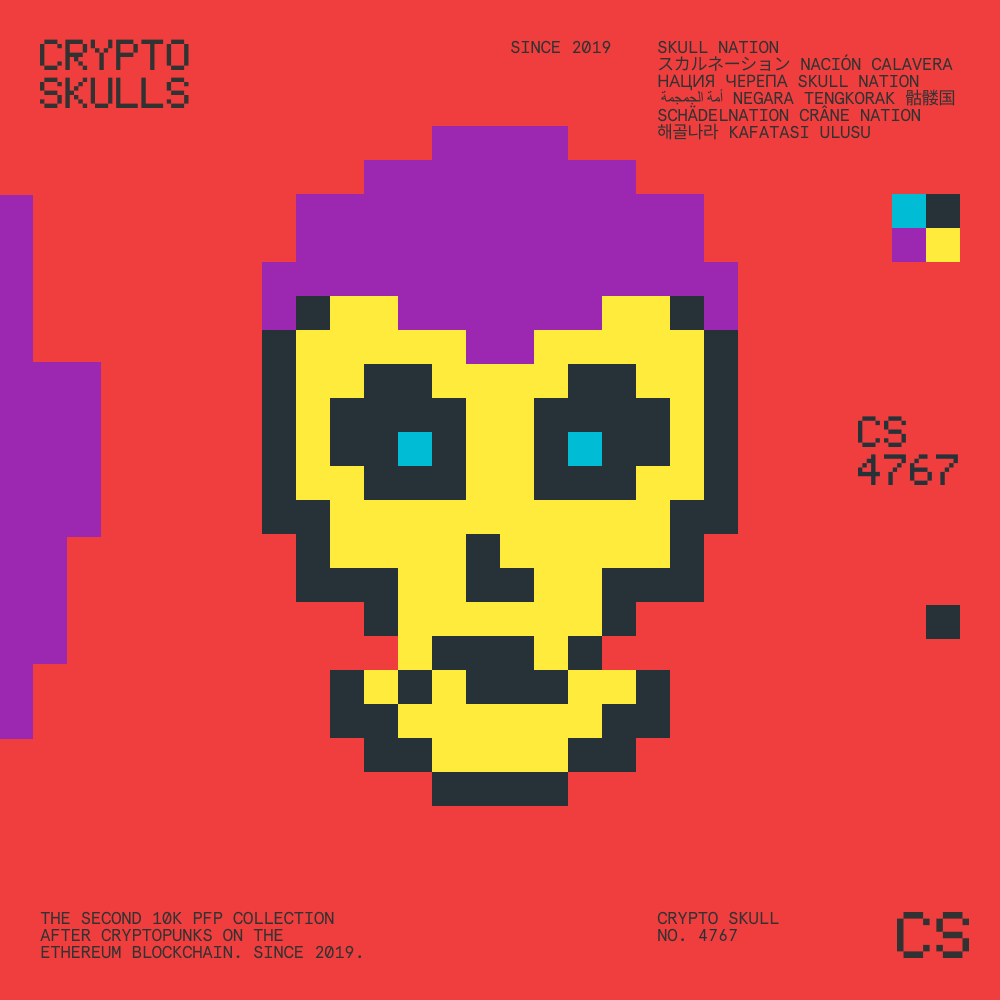 CRYPTO
SKULLS
SINCE 2019
SKULL NATION
スカルネーション NACIÓN CALAVERA
НАЦИЯ ЧЕРЕПА SKULL NATION
أمة الجمجمة NEGARA TENGKORAK 骷髅国
SCHÄDELNATION CRÂNE NATION
해골나라 KAFATASI ULUSU
CS
4767
THE SECOND 10K PFP COLLECTION
AFTER CRYPTOPUNKS ON THE
ETHEREUM BLOCKCHAIN. SINCE 2019.
CRYPTO SKULL
NO. 4767
CS